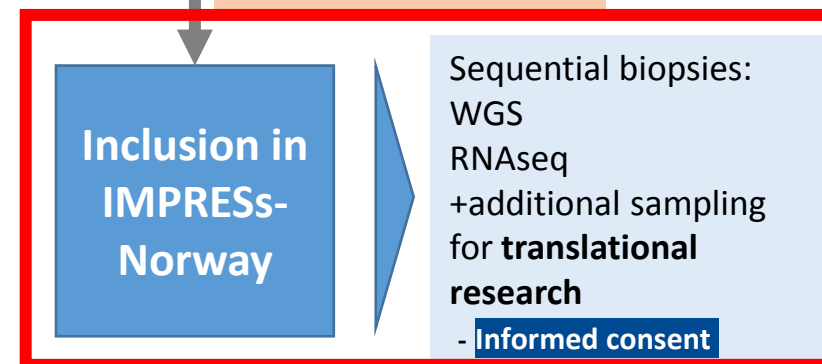 Inclusion in
IMPRESs-
Norway
Sequential biopsies:
WGS
RNAseq
+additional sampling
for translational
research
- Informed consent